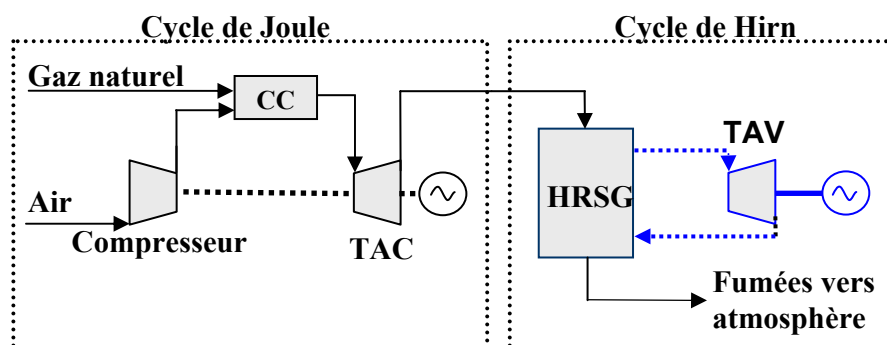 Cycle de Joule
Cycle de Hirn
Gaz naturel
CC
TAV
HRSG
Air
Compresseur
TAC
Fumées vers
atmosphère